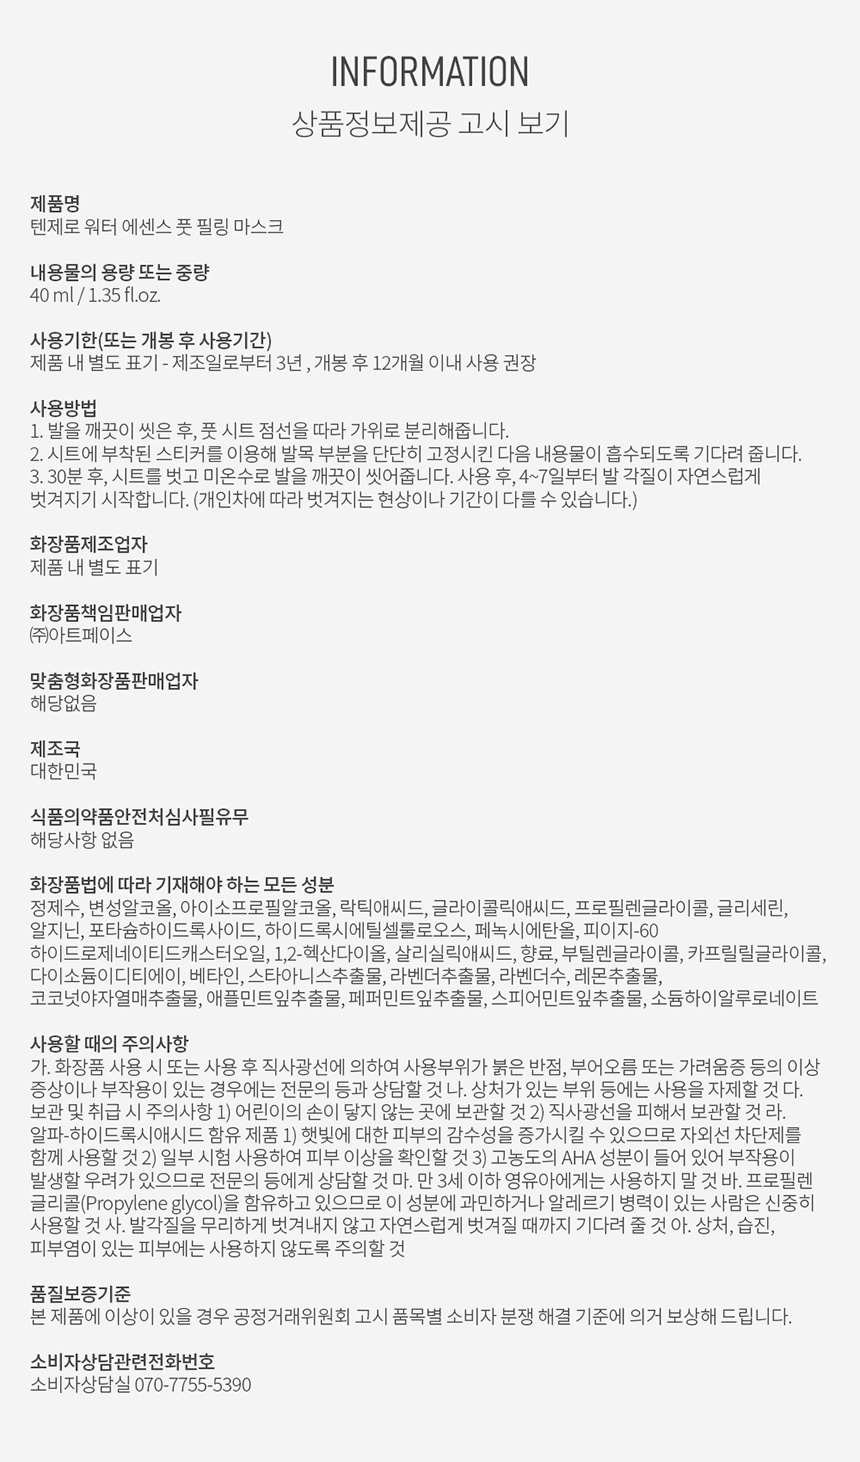 INFORMATION
상품정보제공 고시 보기
제품명
텐제로 워터 에센스 풋 필링 마스크
내용물의 용량 또는 중량
40 ml / 1.35 fl.oz.
사용기한(또는 개봉 후 사용기간)
제품 내 별도 표기 - 제조일로부터 3년 , 개봉 후 12개월 이내 사용 권장
사용방법
1. 발을 깨끗이 씻은 후, 풋 시트 점선을 따라 가위로 분리해줍니다.
2. 시트에 부착된 스티커를 이용해 발목 부분을 단단히 고정시킨 다음 내용물이 흡수되도록 기다려 줍니다.
3. 30분 후, 시트를 벗고 미온수로 발을 깨끗이 씻어줍니다. 사용 후, 4~7일부터 발 각질이 자연스럽게
벗겨지기 시작합니다. (개인차에 따라 벗겨지는 현상이나 기간이 다를 수 있습니다.)
화장품제조업자
제품 내 별도 표기
화장품책임판매업자
㈜아트페이스
맞춤형화장품판매업자
해당없음
제조국
대한민국
식품의약품안전처심사필유무
해당사항 없음
화장품법에 따라 기재해야 하는 모든 성분
정제수, 변성알코올, 아이소프로필알코올, 락틱애씨드, 글라이콜릭애씨드, 프로필렌글라이콜, 글리세린,
알지닌, 포타슘하이드록사이드, 하이드록시에틸셀룰로오스, 페녹시에탄올, 피이지-60
하이드로제네이티드캐스터오일, 1,2-헥산다이올, 살리실릭애씨드, 향료, 부틸렌글라이콜, 카프릴릴글라이콜,
다이소듐이디티에이, 베타인, 스타아니스추출물, 라벤더추출물, 라벤더수, 레몬추출물,
코코넛야자열매추출물, 애플민트잎추출물, 페퍼민트잎추출물, 스피어민트잎추출물, 소듐하이알루로네이트
사용할 때의 주의사항
가. 화장품 사용 시 또는 사용 후 직사광선에 의하여 사용부위가 붉은 반점, 부어오름 또는 가려움증 등의 이상
증상이나 부작용이 있는 경우에는 전문의 등과 상담할 것 나. 상처가 있는 부위 등에는 사용을 자제할 것 다.
보관 및 취급 시 주의사항 1) 어린이의 손이 닿지 않는 곳에 보관할 것 2) 직사광선을 피해서 보관할 것 라.
알파-하이드록시애시드 함유 제품 1) 햇빛에 대한 피부의 감수성을 증가시킬 수 있으므로 자외선 차단제를
함께 사용할 것 2) 일부 시험 사용하여 피부 이상을 확인할 것 3) 고농도의 AHA 성분이 들어 있어 부작용이
발생할 우려가 있으므로 전문의 등에게 상담할 것 마. 만 3세 이하 영유아에게는 사용하지 말 것 바. 프로필렌
글리콜(Propylene glycol)을 함유하고 있으므로 이 성분에 과민하거나 알레르기 병력이 있는 사람은 신중히
사용할 것 사. 발각질을 무리하게 벗겨내지 않고 자연스럽게 벗겨질 때까지 기다려 줄 것 아. 상처, 습진,
피부염이 있는 피부에는 사용하지 않도록 주의할 것
품질보증기준
본 제품에 이상이 있을 경우 공정거래위원회 고시 품목별 소비자 분쟁 해결 기준에 의거 보상해 드립니다.
소비자상담관련전화번호
소비자상담실 070-7755-5390